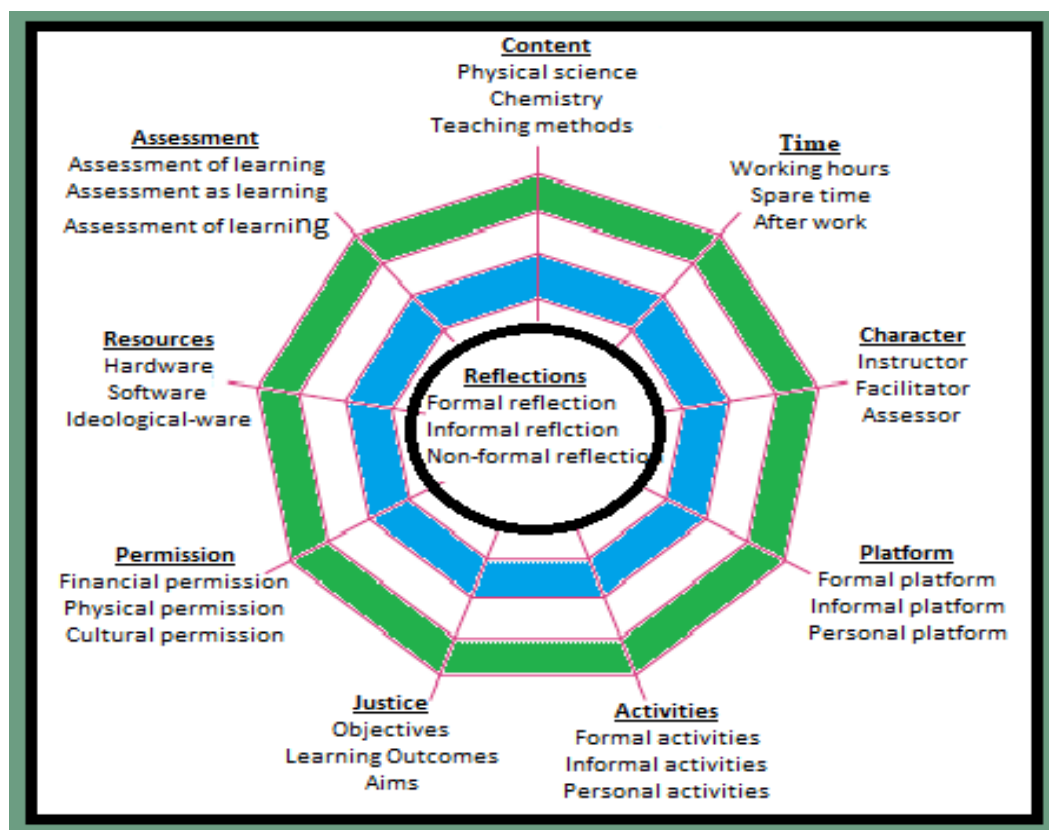 Content
Physical science
Chemistry
Teaching methods
Time
Working hours
Spare time
After work
Character
Instructor
Facilitator
Assessor
Platform
Formal platform
Informal platform
Personal platform
Activities
Formal activities
Informal activities
Personal activities
Justice
Objectives
Learning Outcomes
Aims
Permission
Financial permission
Physical permission
Cultural permission
Resources
Hardware
Software
Ideological-ware
Assessment
Assessment of learning
Assessment as learning
Assessment of learning
Reflections
Formal reflection
Informal reflction
Non-formal reflection